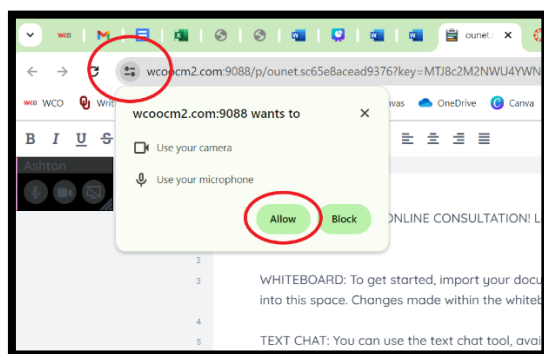 wco
ounet.
wcoocm2.com:9088/p/ounet.sc65e8acead9376?key=MTJ8c2M2NWU4YWN
wco WCO Writ nvas OneDrive Canva
wcoocm2.com:9088 wants to
B I U S
Use your camera
Ashton
Use your microphone
Allow Block
ONLINE CONSULTATION! L
2
3 WHITEBOARD: To get started, import your docu
into this space. Changes made within the whiteb
4
5 TEXT CHAT: You can use the text chat tool, avai